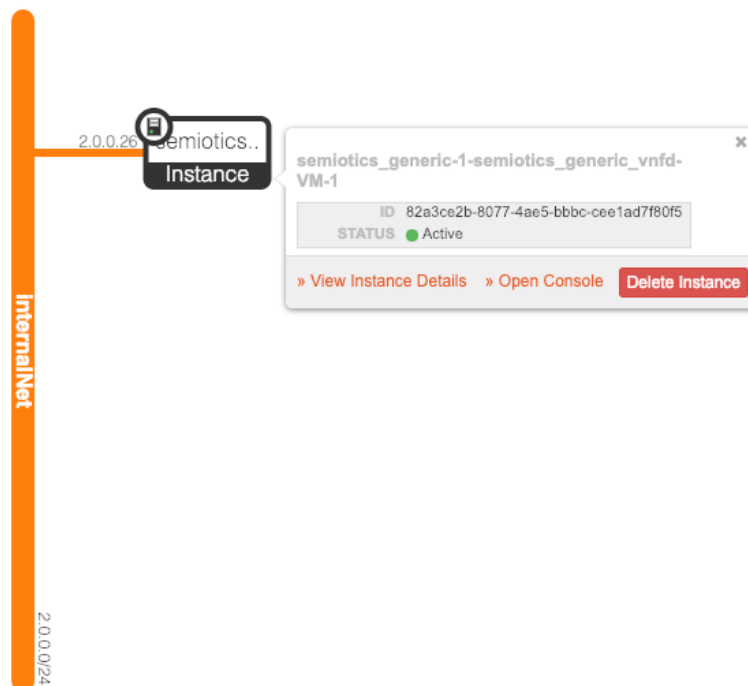 2.0.0.26
semiotics..
Instance
✖
semiotics_generic-1-semiotics_generic_vnfd-
VM-1
ID 82a3ce2b-8077-4ae5-bbbc-cee1ad7f80f5
STATUS Active
» View Instance Details » Open Console Delete Instance
InternalNet
2.0.0.0/24